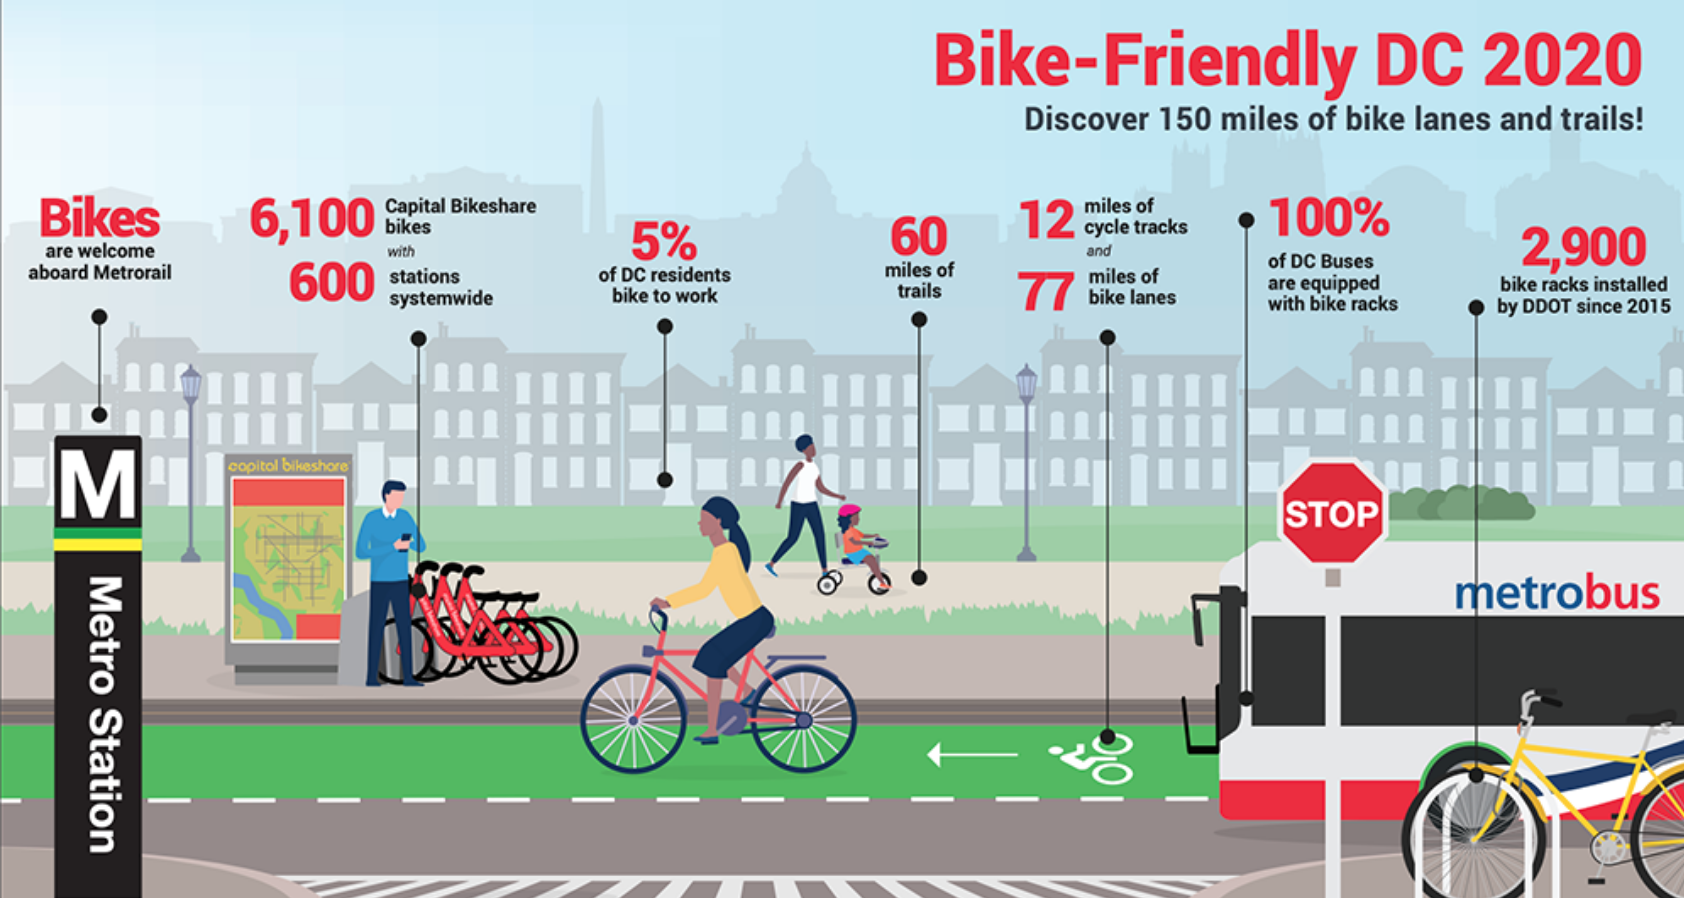 Bike-Friendly DC 2020
Discover 150 miles of bike lanes and trails!
Bikes
are welcome
aboard Metrorail
6,100 Capital Bikeshare
bikes
with
600 stations
systemwide
5%
of DC residents
bike to work
60
miles of
trails
12 miles of
cycle tracks
and
77 miles of
bike lanes
100%
of DC Buses
are equipped
with bike racks
2,900
bike racks installed
by DDOT since 2015
M
Metro Station
capital bikeshare
STOP
metrobus